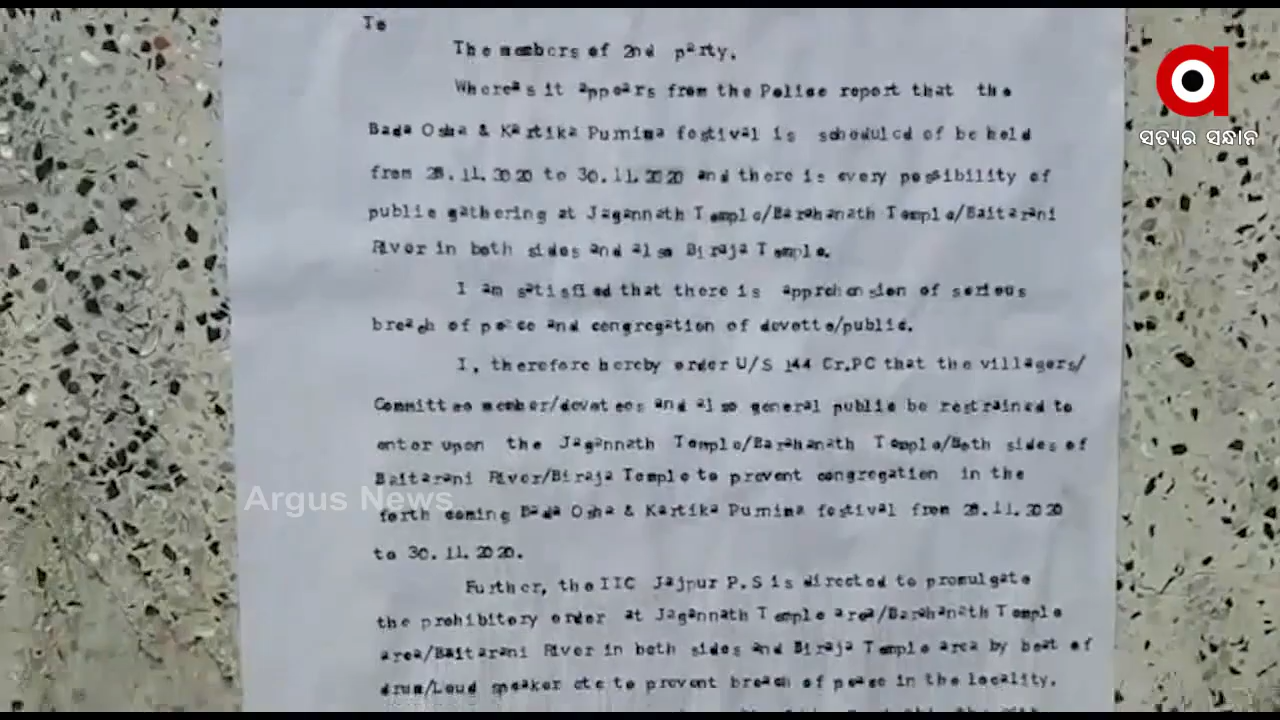 To
The members of 2nd party.
Whereas it appears from the Police report that the
Bada Osha & Kartika Purnima festival is scheduled of be held
from 28.11.2020 to 30.11.2020 and there is every possibility of
public gathering at Jagannath Temple/Barahanath Temple/Baitarani
River in both sides and also Biraja Temple.
I am satisfied that there is apprehension of serious
breach of peace and congregation of devotte/public.
I, therefore hereby order U/S 144 Cr.PC that the villagers/
Committee member/devotees and also general public be restrained to
enter upon the Jagannath Temple/Barahanath Temple/Both sides of
Baitarani River/Biraja Temple to prevent congregation in the
forth coming Bada Osha & Kartika Purnima festival from 28.11.2020
to 30.11.2020.
Further, the IIC Jajpur P.S is directed to promulgate
the prohibitory order at Jagannath Temple area/Barahanath Temple
area/Baitarani River in both sides and Biraja Temple area by beat of
drum/Loud speaker etc to prevent breach of peace in the locality.
ସତ୍ୟର ସନ୍ଧାନ
Argus News